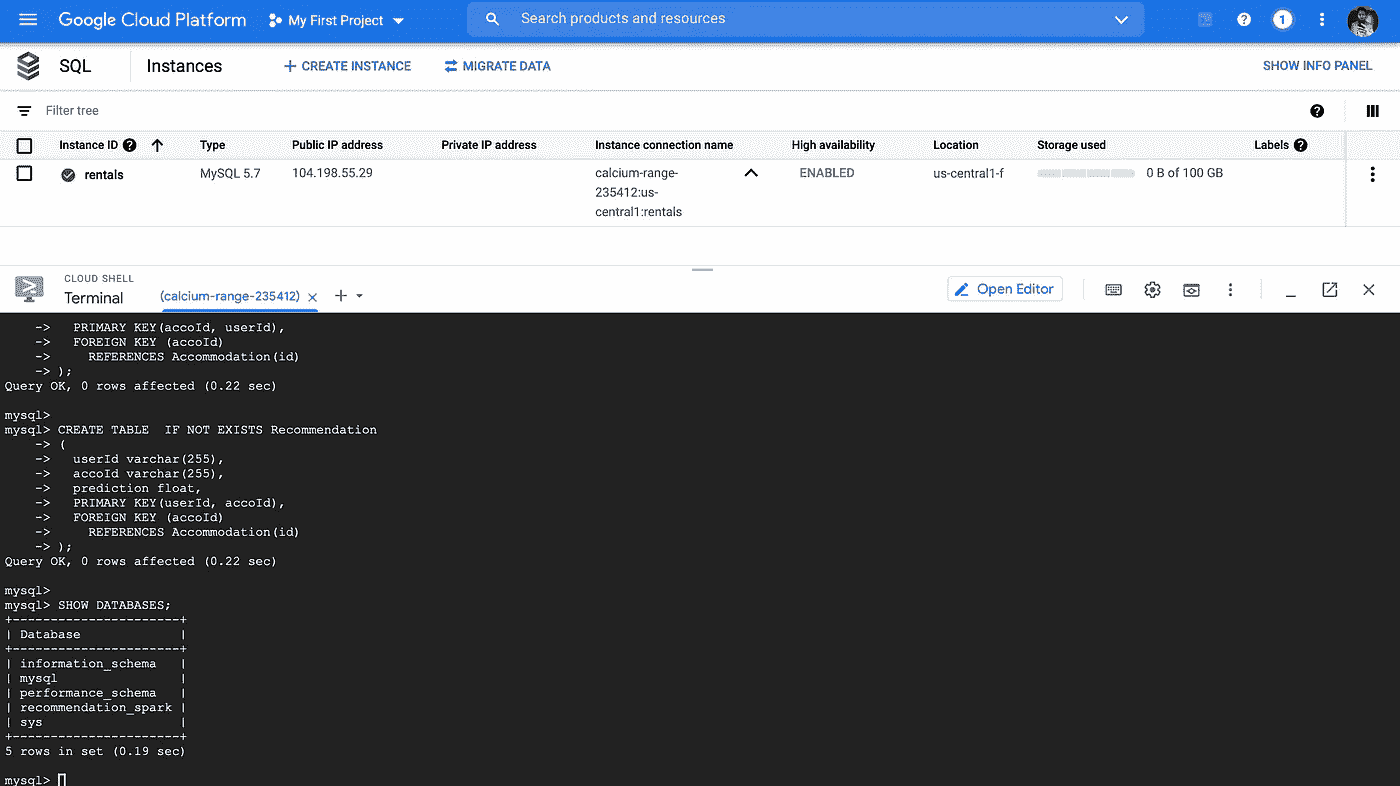 Google Cloud Platform
My First Project
Search products and resources
? 1
SQL
Instances
+ CREATE INSTANCE
MIGRATE DATA
SHOW INFO PANEL
Filter tree
Instance ID Type Public IP address Private IP address Instance connection name High availability Location Storage used Labels
rentals MySQL 5.7 104.198.55.29 calcium-range- ENABLED us-central1-f 0 B of 100 GB
235412:us-
central1:rentals
CLOUD SHELL
Terminal
(calcium-range-235412)
Open Editor
    ->   PRIMARY KEY(accoId, userId),
    ->   FOREIGN KEY (accoId)
    ->     REFERENCES Accommodation(id)
    -> );
Query OK, 0 rows affected (0.22 sec)
mysql>
mysql> CREATE TABLE  IF NOT EXISTS Recommendation
    -> (
    ->   userId varchar(255),
    ->   accoId varchar(255),
    ->   prediction float,
    ->   PRIMARY KEY(userId, accoId),
    ->   FOREIGN KEY (accoId)
    ->     REFERENCES Accommodation(id)
    -> );
Query OK, 0 rows affected (0.22 sec)
mysql>
mysql> SHOW DATABASES;
+----------------------+
| Database             |
+----------------------+
| information_schema   |
| mysql                |
| performance_schema   |
| recommendation_spark |
| sys                  |
+----------------------+
5 rows in set (0.19 sec)
mysql>